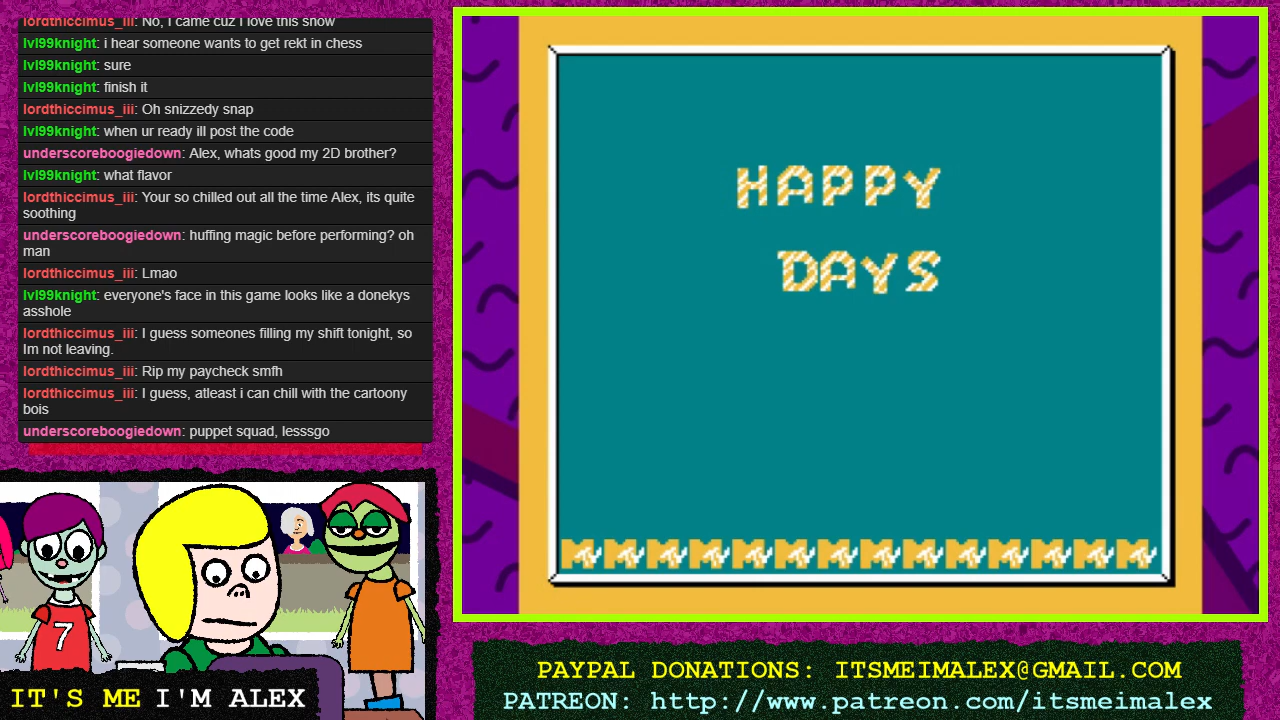 lordthiccimus_iii: No, I came cuz I love this show
lvl99knight: i hear someone wants to get rekt in chess
lvl99knight: sure
lvl99knight: finish it
lordthiccimus_iii: Oh snizzedy snap
lvl99knight: when ur ready ill post the code
underscoreboogiedown: Alex, whats good my 2D brother?
lvl99knight: what flavor
lordthiccimus_iii: Your so chilled out all the time Alex, its quite
soothing
underscoreboogiedown: huffing magic before performing? oh
man
lordthiccimus_iii: Lmao
lvl99knight: everyone's face in this game looks like a donekys
asshole
lordthiccimus_iii: I guess someones filling my shift tonight, so
Im not leaving.
lordthiccimus_iii: Rip my paycheck smfh
lordthiccimus_iii: I guess, atleast i can chill with the cartoony
bois
underscoreboogiedown: puppet squad, lesssgo
HAPPY
DAYS
7
IT'S ME I'M ALEX
PAYPAL DONATIONS: ITSMEIMALEX@GMAIL.COM
PATREON: http://www.patreon.com/itsmeimalex